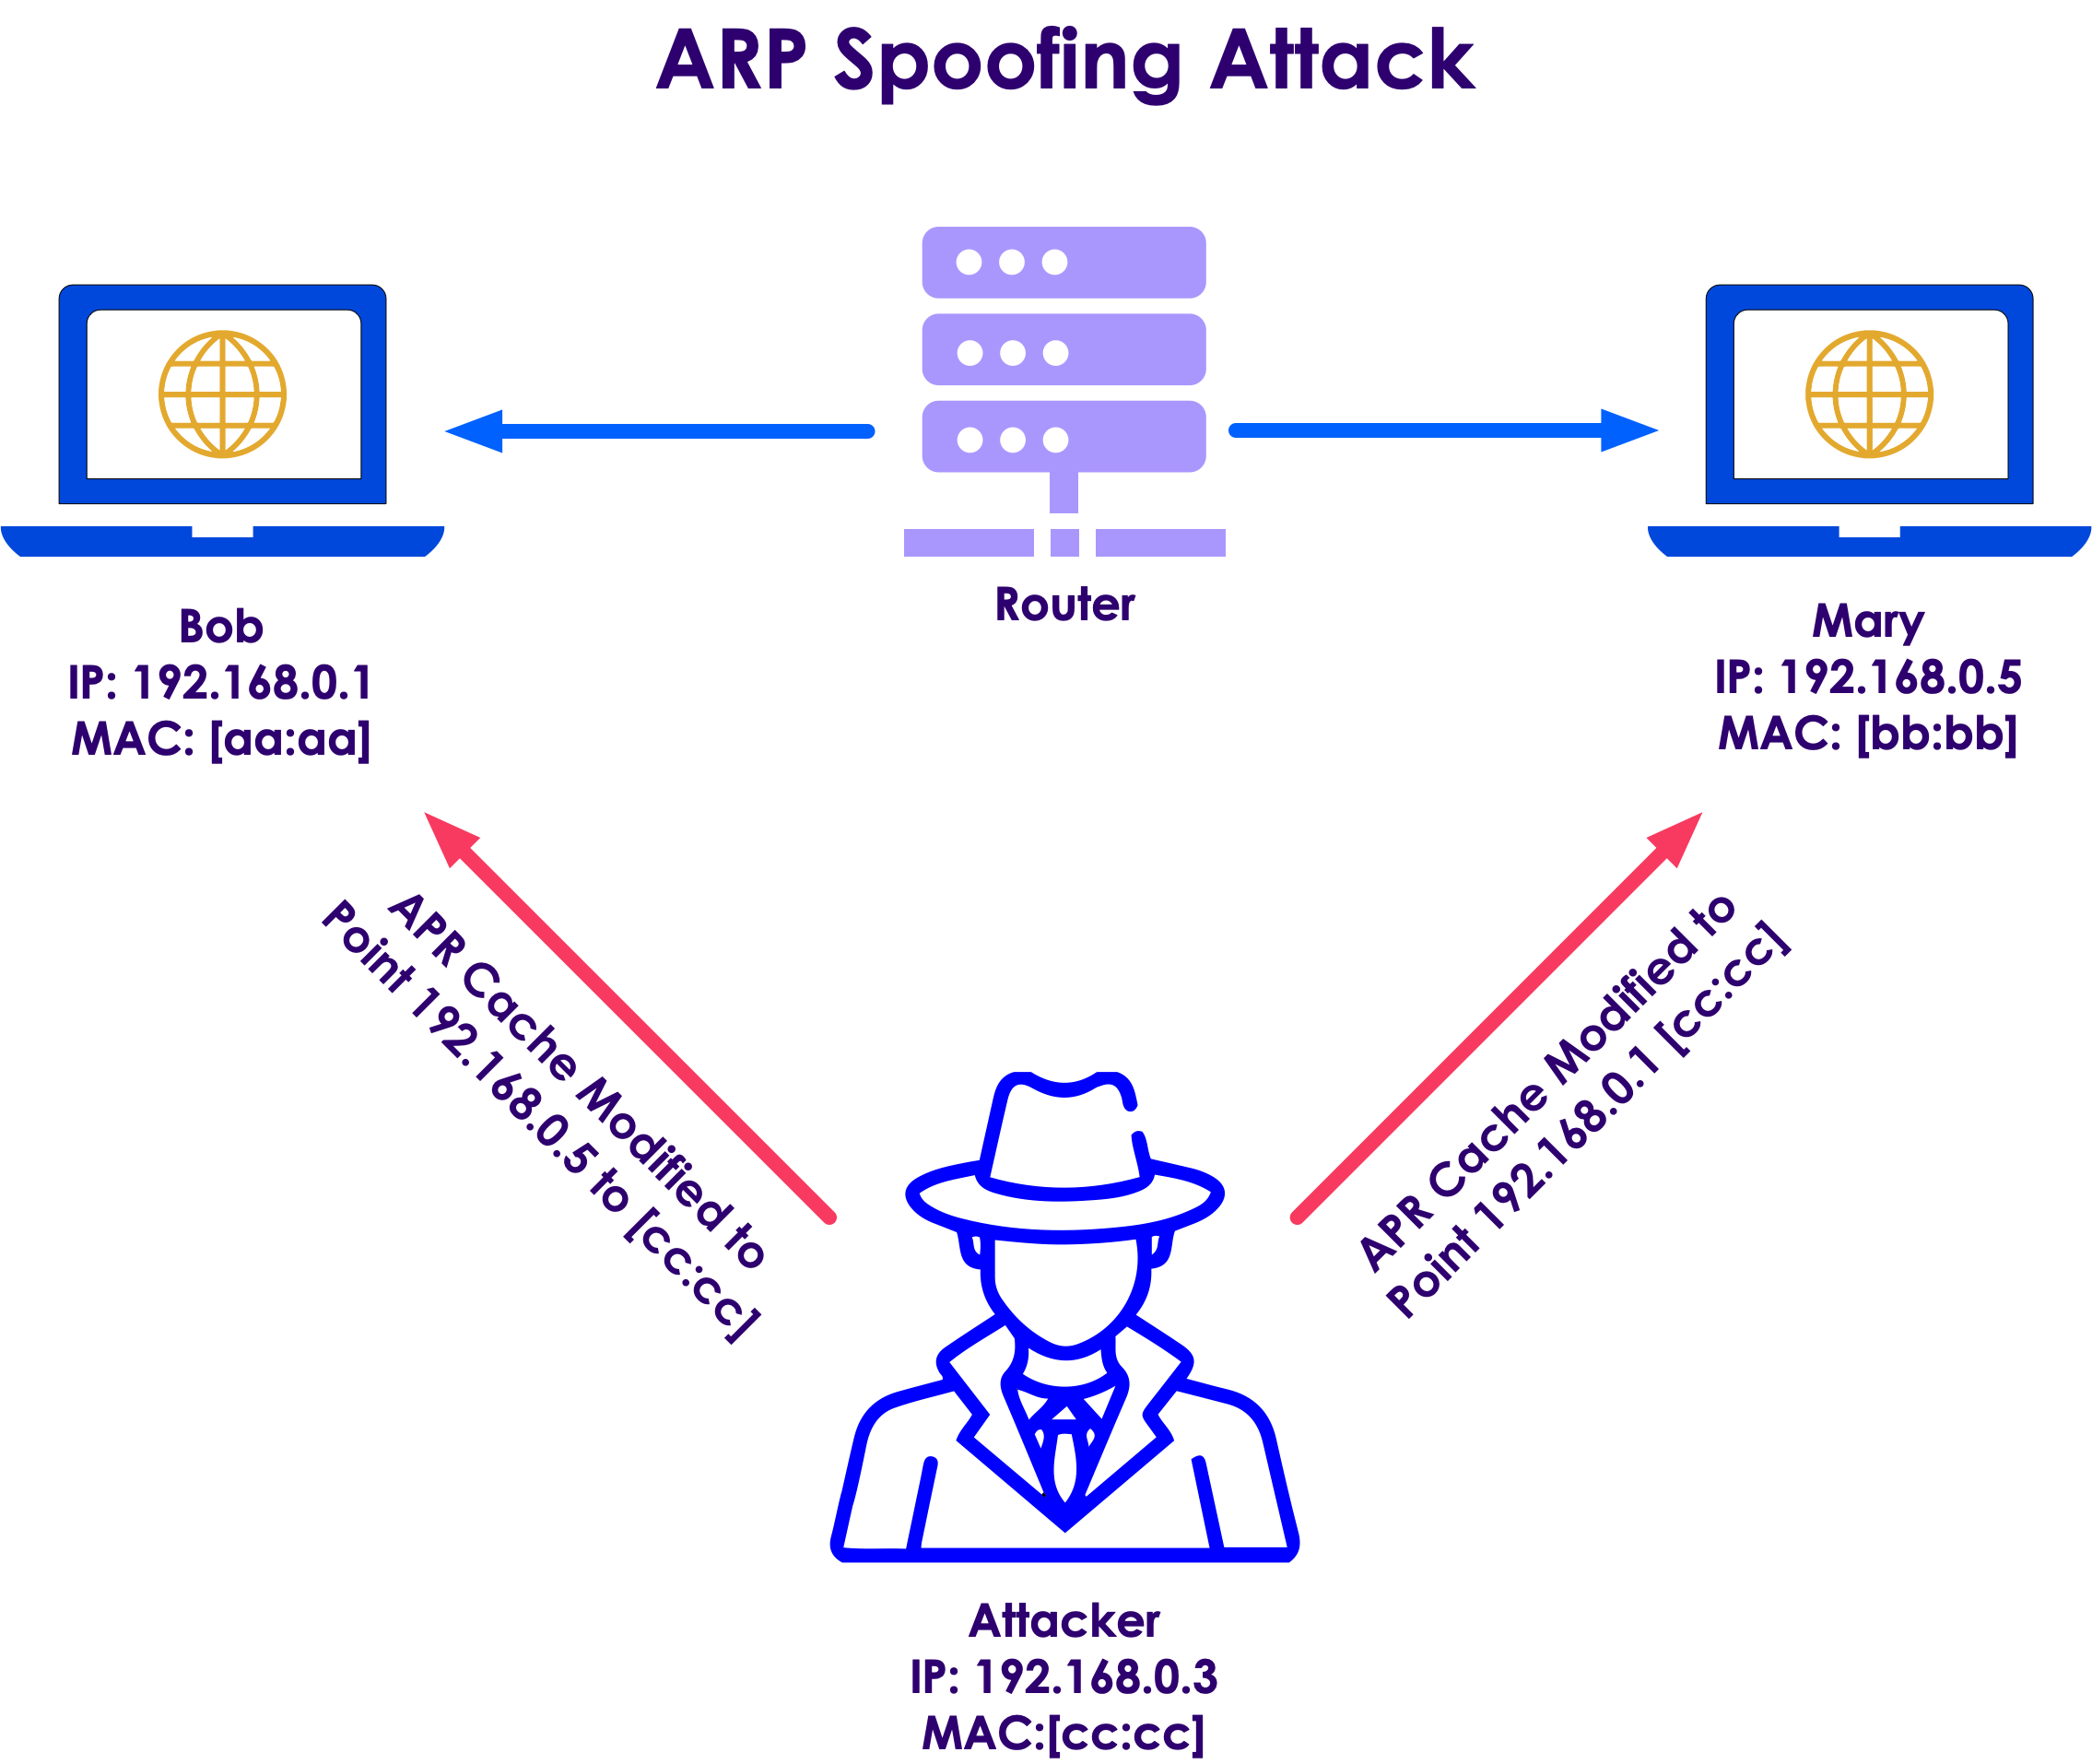 ARP Spoofing Attack
Router
Bob
IP: 192.168.0.1
MAC: [aa:aa]
Mary
IP: 192.168.0.5
MAC: [bb:bb]
APR Cache Modified to
Point 192.168.0.5 to [cc:cc]
APR Cache Modified to
Point 192.168.0.1 [cc:cc]
Attacker
IP: 192.168.0.3
MAC:[cc:cc]